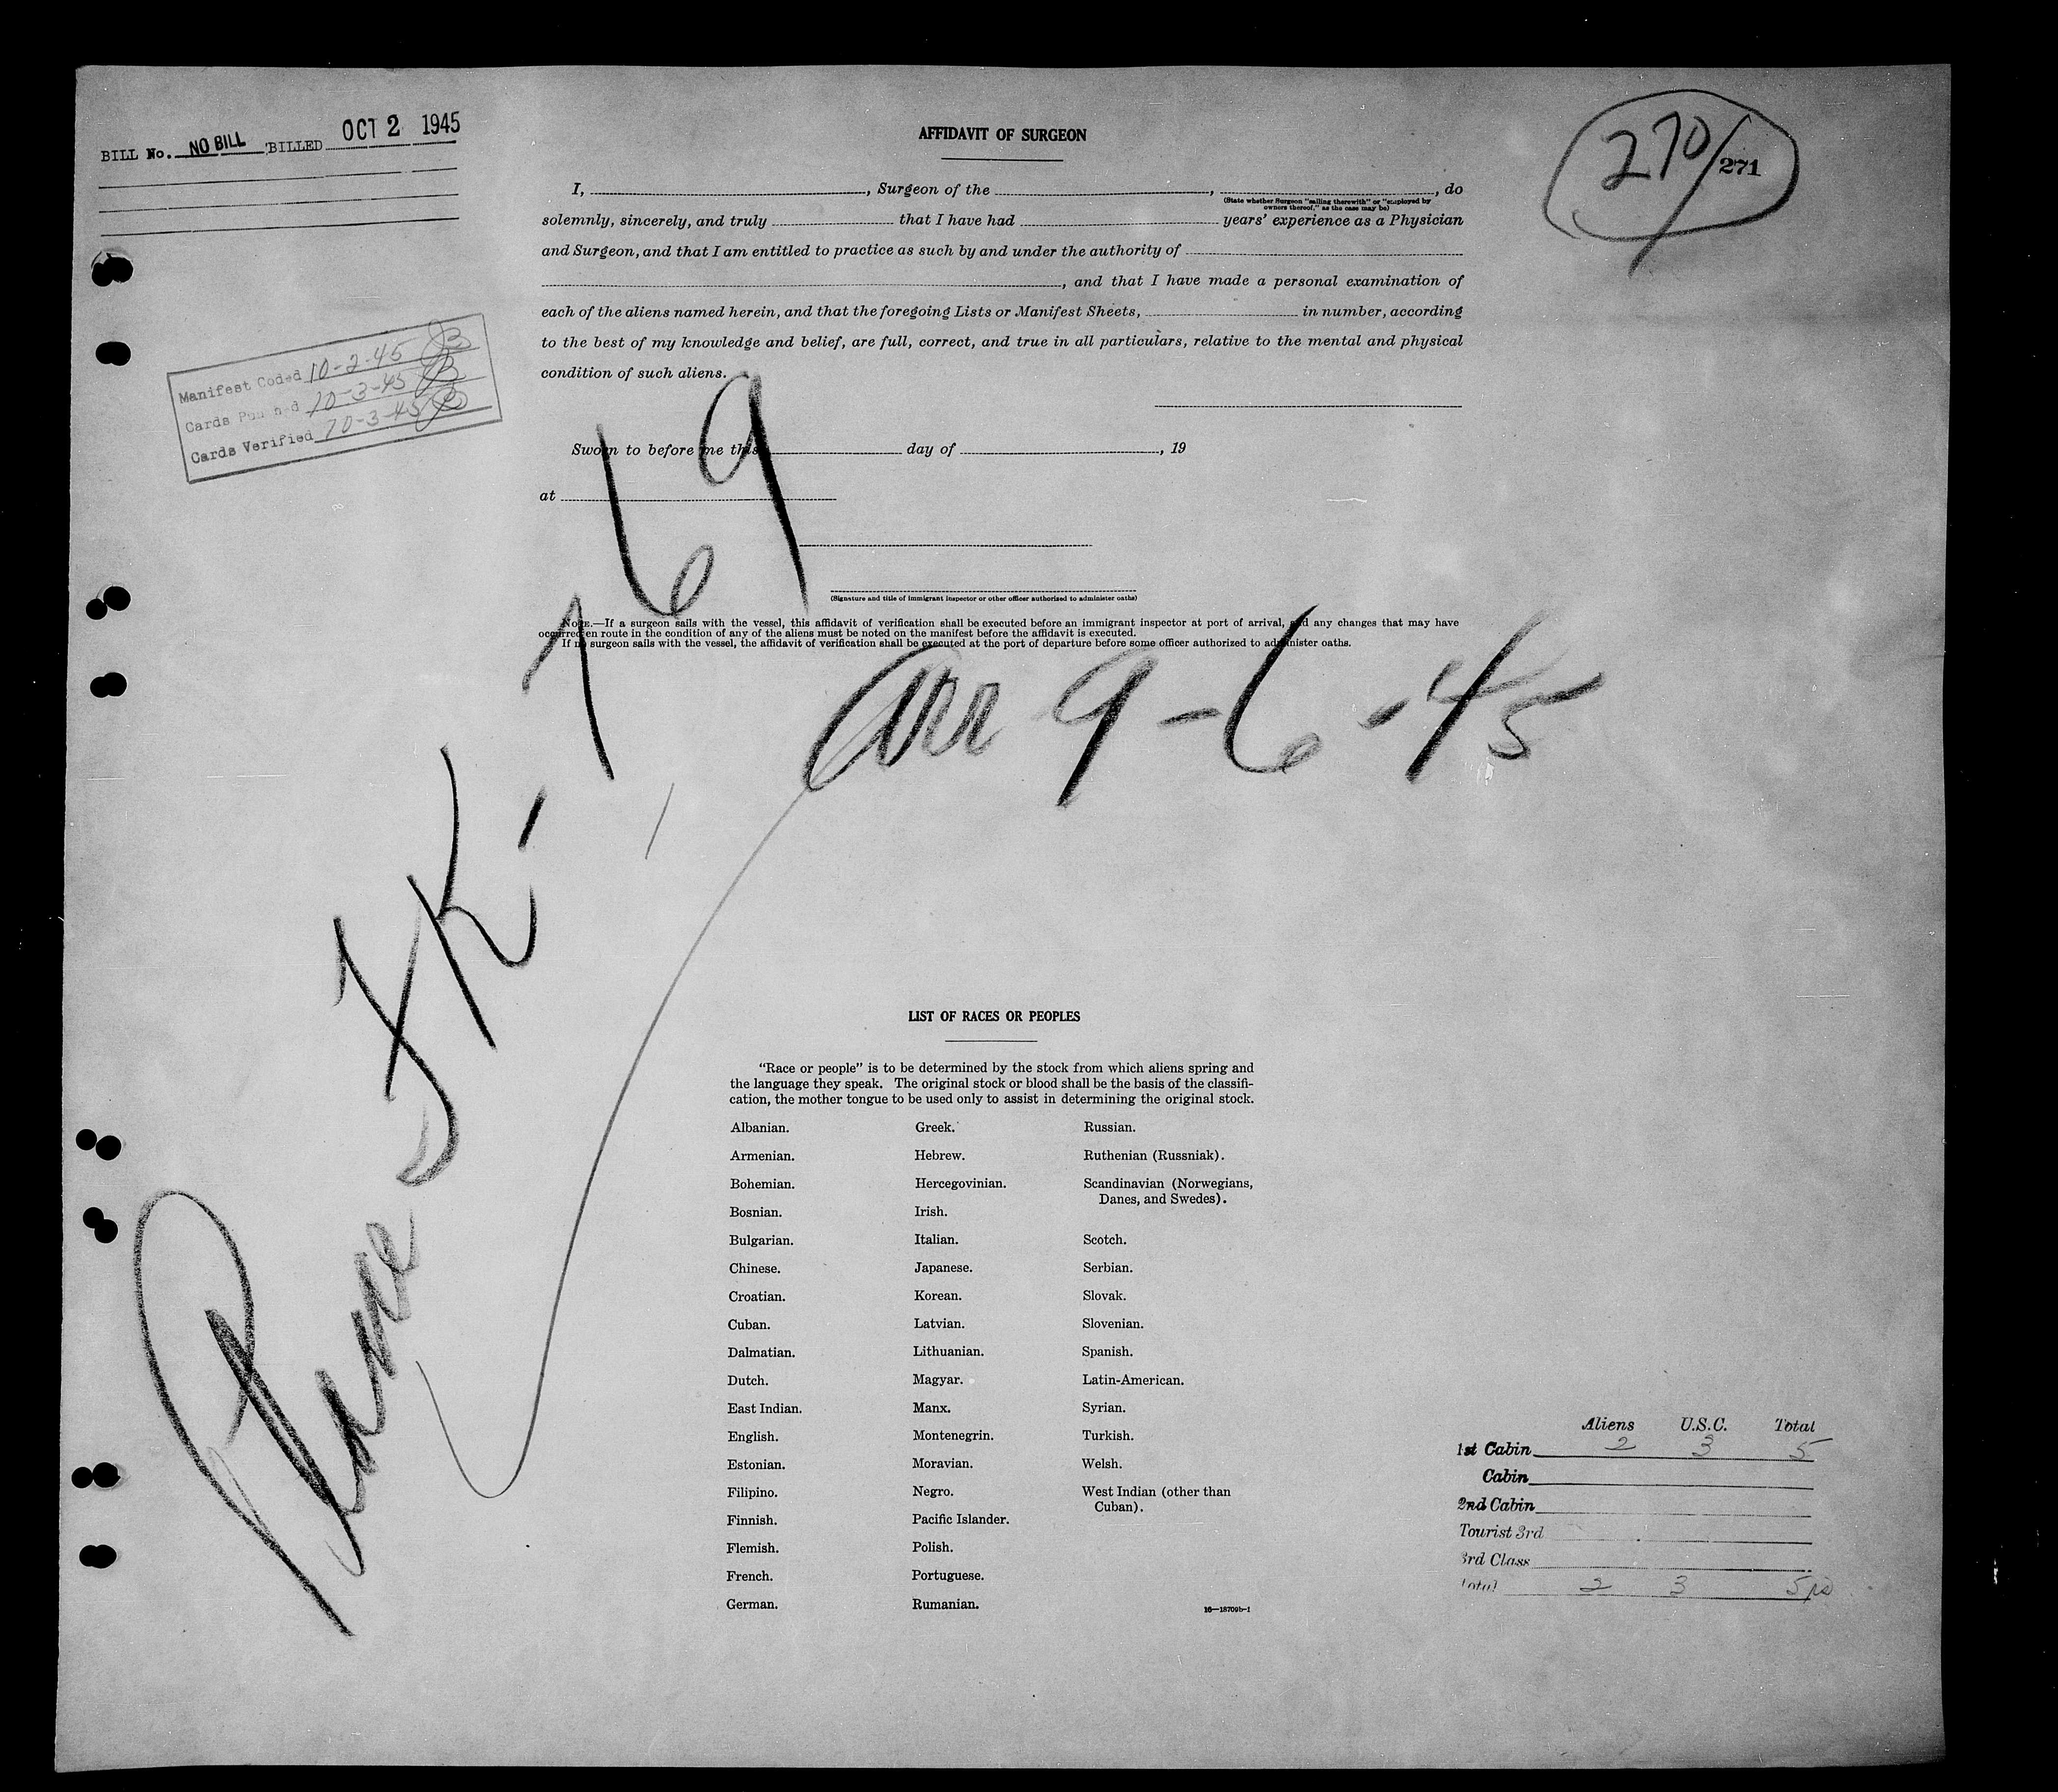 BILL No. NO BILL BILLED OCT 2 1945
AFFIDAVIT OF SURGEON
270/271
I, , Surgeon of the , , do
(State whether Surgeon "sailing therewith" or "employed by
owners thereof," as the case may be)
solemnly, sincerely, and truly that I have had years' experience as a Physician
and Surgeon, and that I am entitled to practice as such by and under the authority of
, and that I have made a personal examination of
each of the aliens named herein, and that the foregoing Lists or Manifest Sheets, in number, according
to the best of my knowledge and belief, are full, correct, and true in all particulars, relative to the mental and physical
condition of such aliens.
Manifest Coded 10-2-45
Cards Punched 10-3-45
Cards Verified 10-3-45
Sworn to before me this day of , 19
at
(Signature and title of immigrant inspector or other officer authorized to administer oaths)
NOTE.—If a surgeon sails with the vessel, this affidavit of verification shall be executed before an immigrant inspector at port of arrival, and any changes that may have
occurred en route in the condition of any of the aliens must be noted on the manifest before the affidavit is executed.
If no surgeon sails with the vessel, the affidavit of verification shall be executed at the port of departure before some officer authorized to administer oaths.
Plane JK-769
arr 9-6-45
LIST OF RACES OR PEOPLES
"Race or people" is to be determined by the stock from which aliens spring and
the language they speak. The original stock or blood shall be the basis of the classifi-
cation, the mother tongue to be used only to assist in determining the original stock.
Albanian. Greek. Russian.
Armenian. Hebrew. Ruthenian (Russniak).
Bohemian. Hercegovinian. Scandinavian (Norwegians,
Danes, and Swedes).
Bosnian. Irish.
Bulgarian. Italian. Scotch.
Chinese. Japanese. Serbian.
Croatian. Korean. Slovak.
Cuban. Latvian. Slovenian.
Dalmatian. Lithuanian. Spanish.
Dutch. Magyar. Latin-American.
East Indian. Manx. Syrian.
English. Montenegrin. Turkish.
Estonian. Moravian. Welsh.
Filipino. Negro. West Indian (other than
Cuban).
Finnish. Pacific Islander.
Flemish. Polish.
French. Portuguese.
German. Rumanian.
16—18709b-1
Aliens U.S.C. Total
1st Cabin 2 3 5
Cabin
2nd Cabin
Tourist 3rd
3rd Class
Total 2 3 5